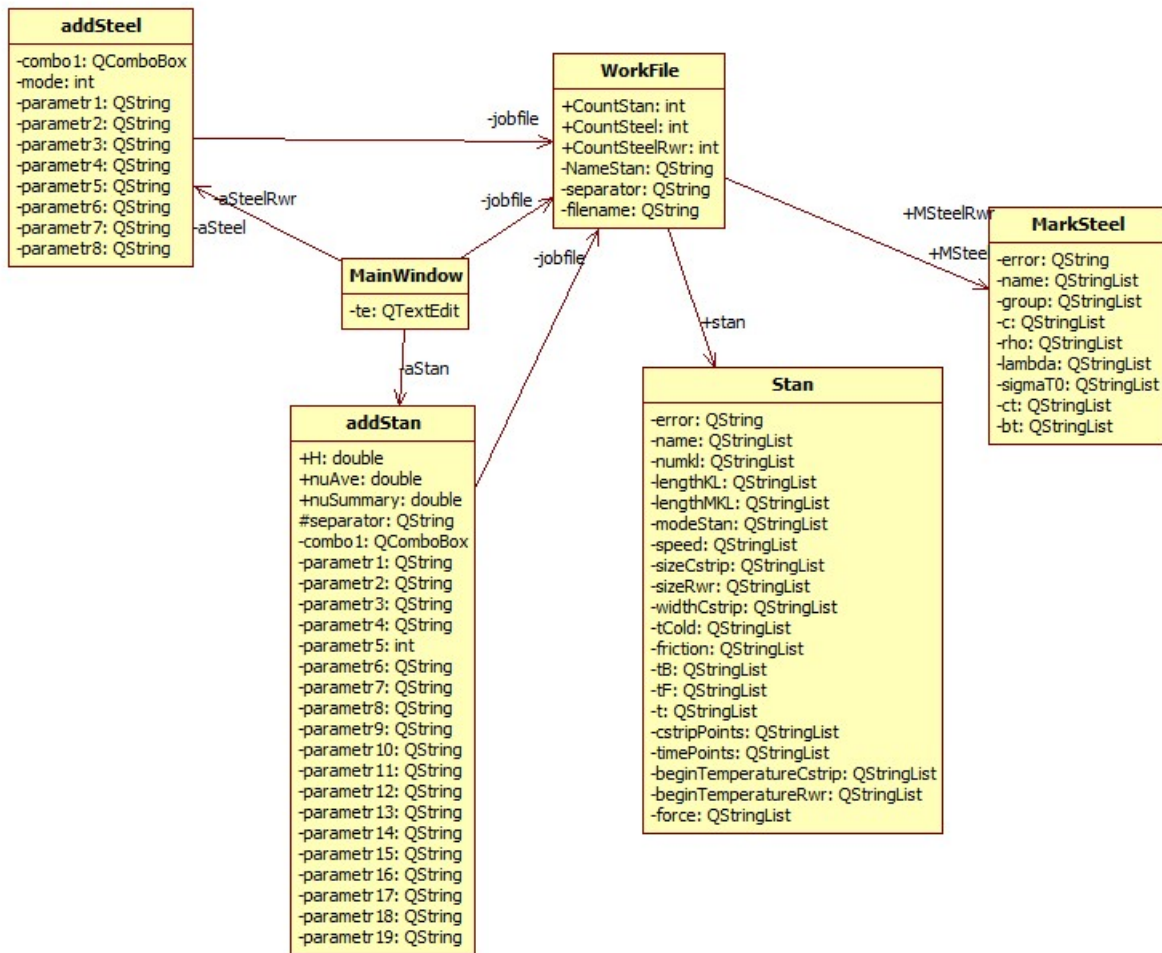 addSteel
-combo1: QComboBox
-mode: int
-parametr1: QString
-parametr2: QString
-parametr3: QString
-parametr4: QString
-parametr5: QString
-parametr6: QString
-parametr7: QString
-parametr8: QString
-jobfile
WorkFile
+CountStan: int
+CountSteel: int
+CountSteelRwr: int
-NameStan: QString
-separator: QString
-filename: QString
-aSteelRwr
-aSteel
-jobfile
-jobfile
MainWindow
-te: QTextEdit
-aStan
+stan
+MSteelRwr
+MSteel
MarkSteel
-error: QString
-name: QStringList
-group: QStringList
-c: QStringList
-rho: QStringList
-lambda: QStringList
-sigmaT0: QStringList
-ct: QStringList
-bt: QStringList
addStan
+H: double
+nuAve: double
+nuSummary: double
#separator: QString
-combo1: QComboBox
-parametr1: QString
-parametr2: QString
-parametr3: QString
-parametr4: QString
-parametr5: int
-parametr6: QString
-parametr7: QString
-parametr8: QString
-parametr9: QString
-parametr10: QString
-parametr11: QString
-parametr12: QString
-parametr13: QString
-parametr14: QString
-parametr15: QString
-parametr16: QString
-parametr17: QString
-parametr18: QString
-parametr19: QString
Stan
-error: QString
-name: QStringList
-numkl: QStringList
-lengthKL: QStringList
-lengthMKL: QStringList
-modeStan: QStringList
-speed: QStringList
-sizeCstrip: QStringList
-sizeRwr: QStringList
-widthCstrip: QStringList
-tCold: QStringList
-friction: QStringList
-tB: QStringList
-tF: QStringList
-t: QStringList
-cstripPoints: QStringList
-timePoints: QStringList
-beginTemperatureCstrip: QStringList
-beginTemperatureRwr: QStringList
-force: QStringList